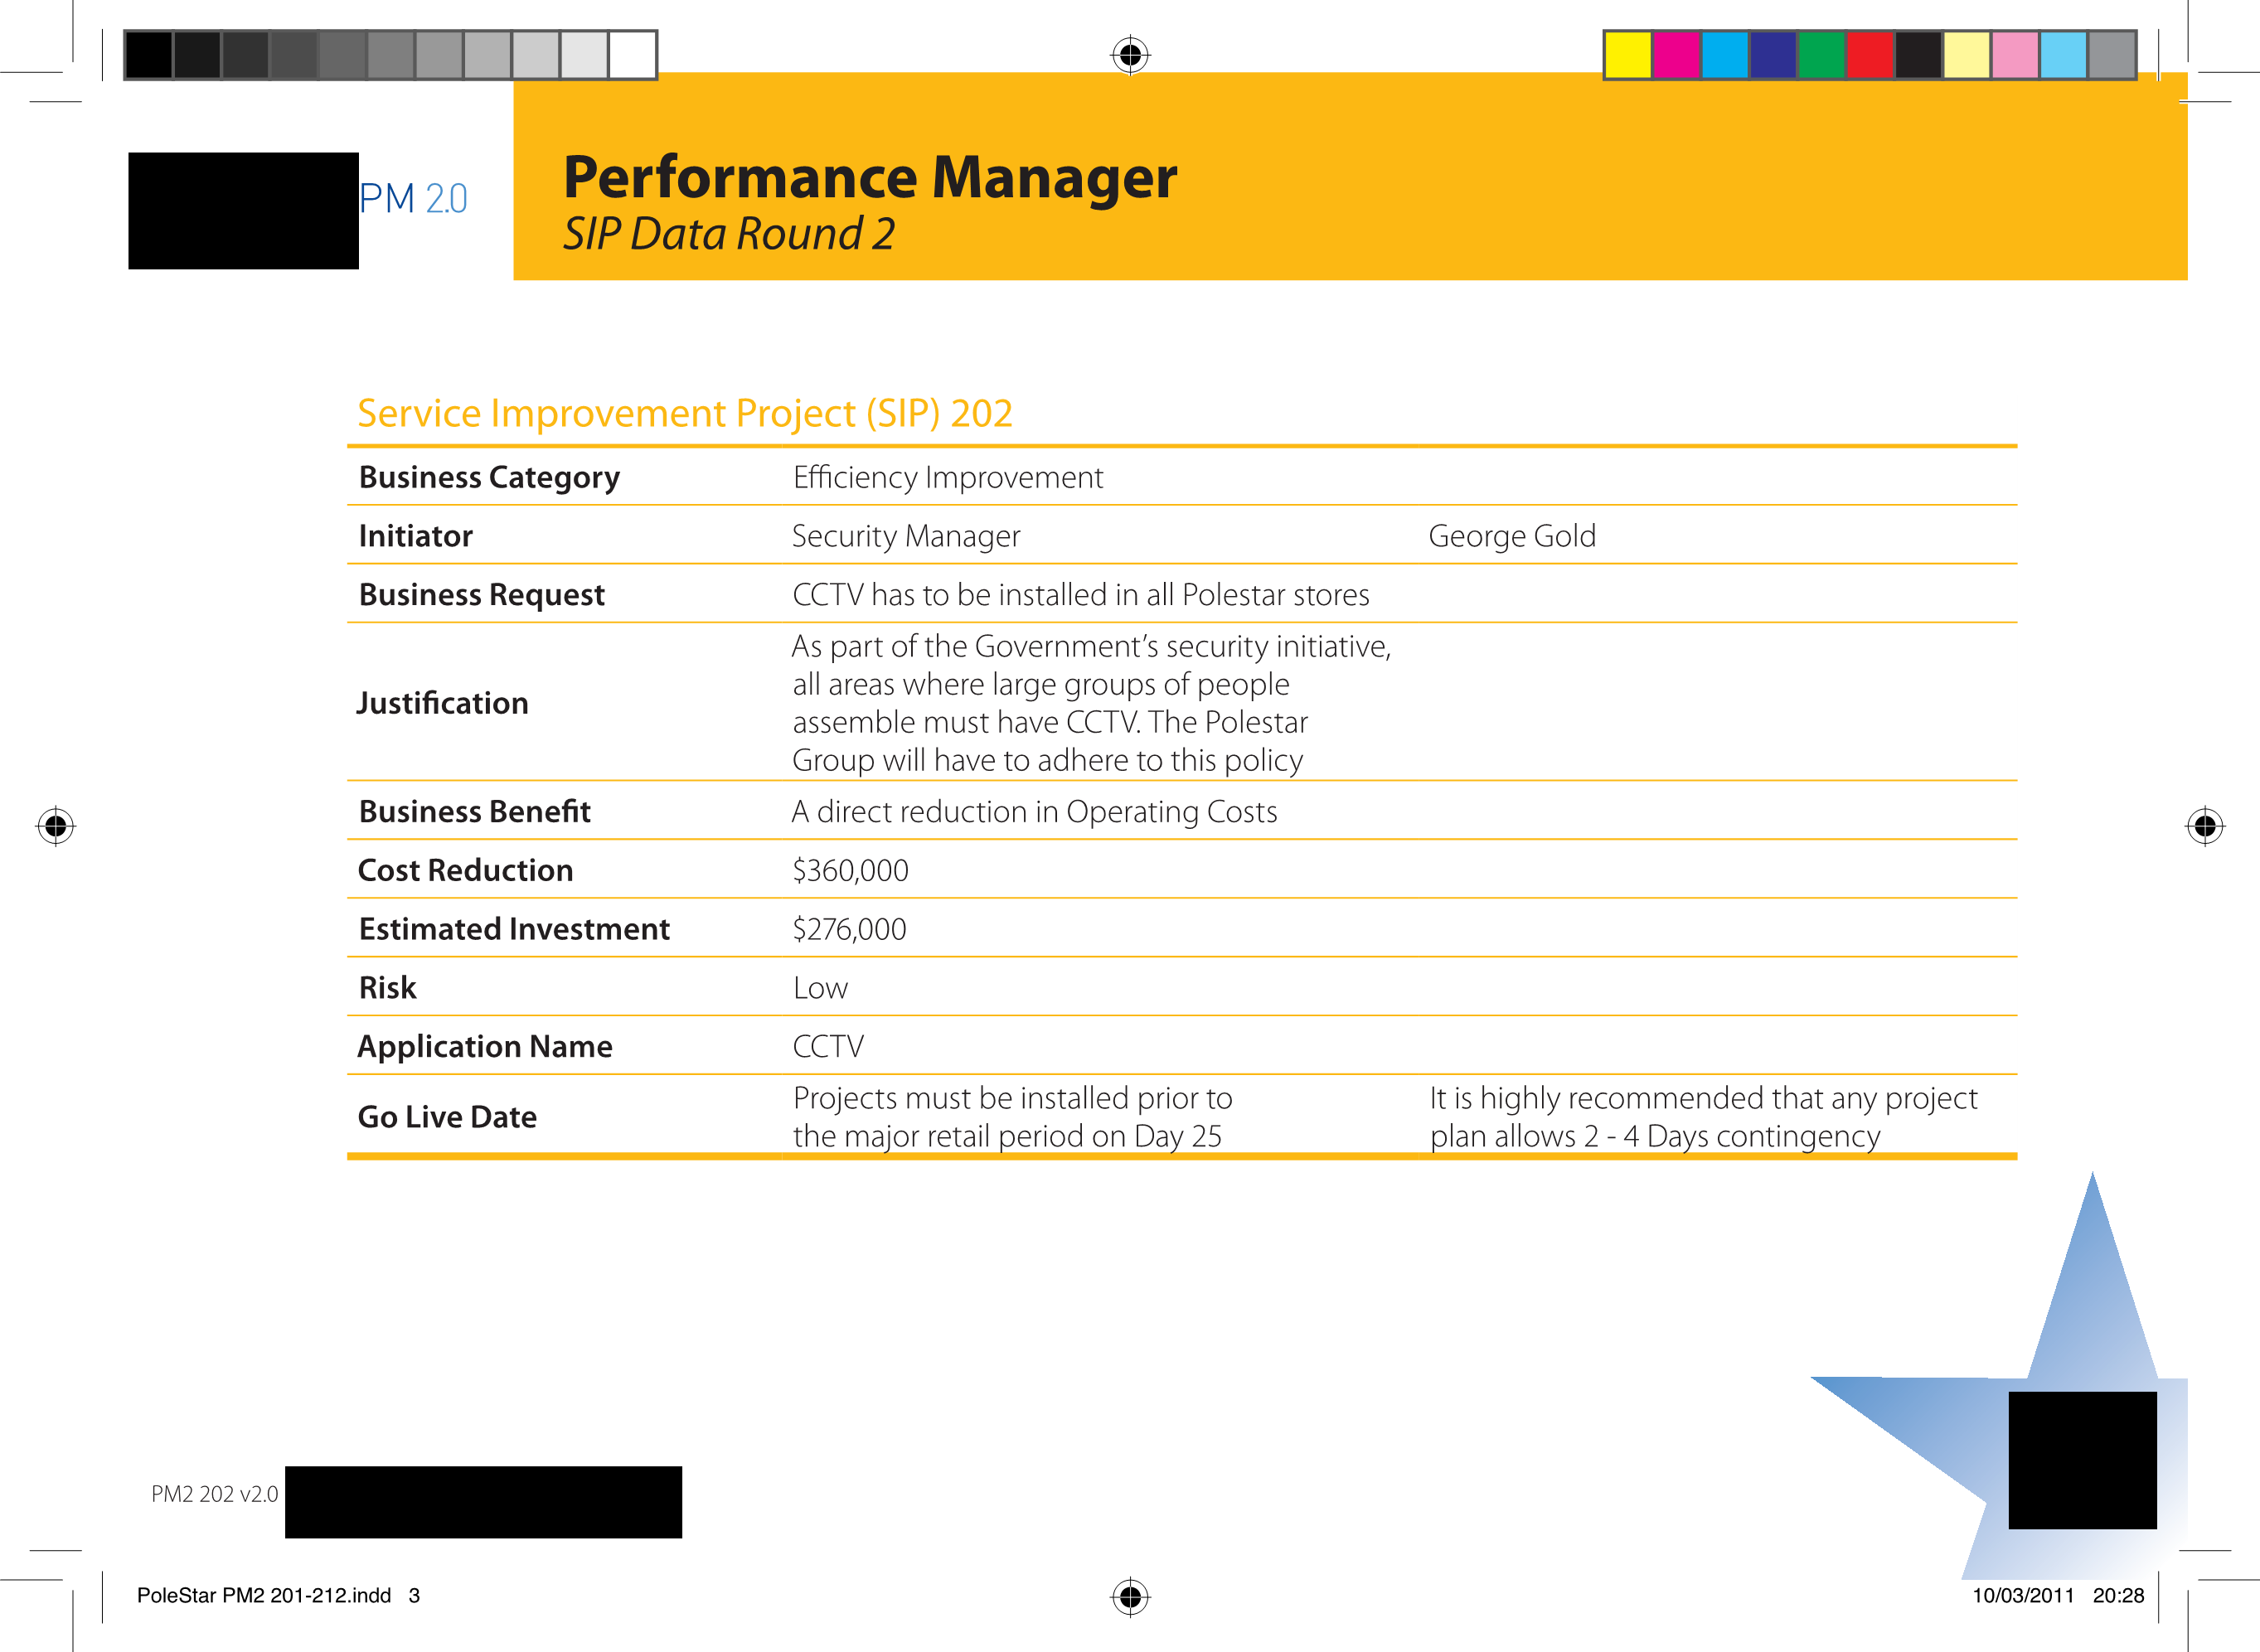 PM 2.0
Performance Manager
SIP Data Round 2
Service Improvement Project (SIP) 202
Business Category Efficiency Improvement
Initiator Security Manager George Gold
Business Request CCTV has to be installed in all Polestar stores
Justification
As part of the Government’s security initiative,
all areas where large groups of people
assemble must have CCTV. The Polestar
Group will have to adhere to this policy
Business Benefit A direct reduction in Operating Costs
Cost Reduction $360,000
Estimated Investment $276,000
Risk Low
Application Name CCTV
Go Live Date
Projects must be installed prior to
the major retail period on Day 25
It is highly recommended that any project
plan allows 2 - 4 Days contingency
PM2 202 v2.0
PoleStar PM2 201-212.indd 3
10/03/2011 20:28